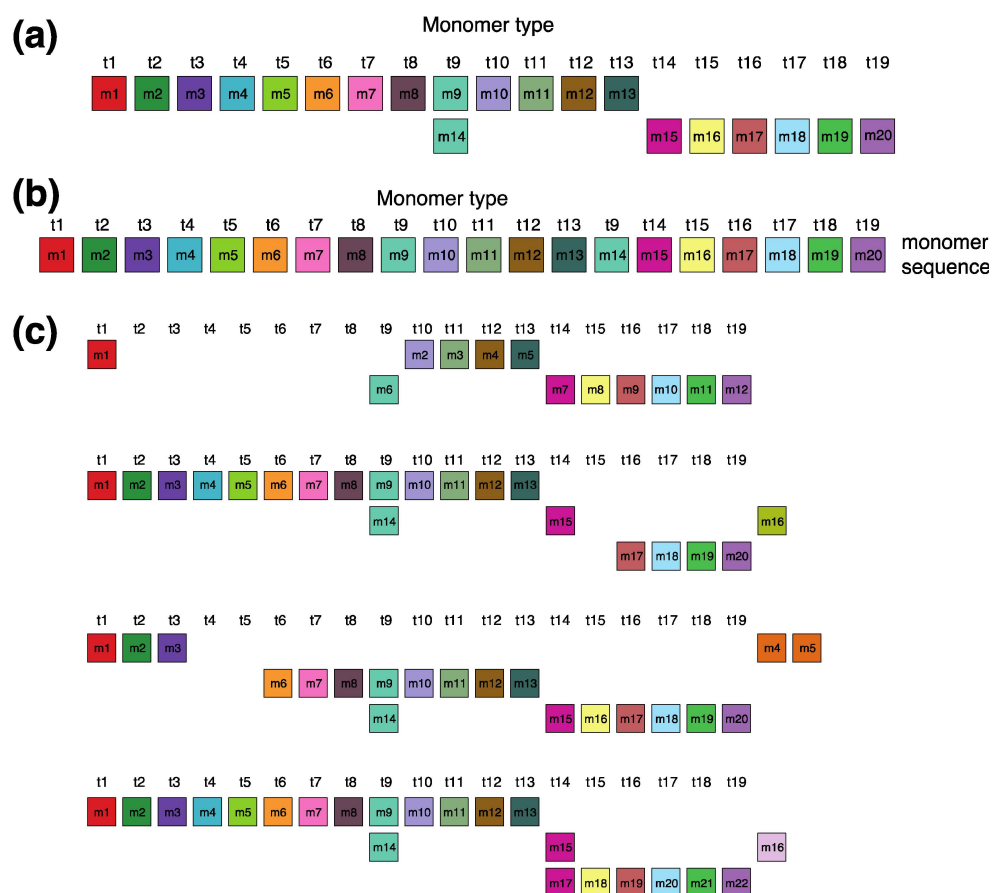 (a)
Monomer type
t1 t2 t3 t4 t5 t6 t7 t8 t9 t10 t11 t12 t13 t14 t15 t16 t17 t18 t19
m1 m2 m3 m4 m5 m6 m7 m8 m9 m10 m11 m12 m13
m14 m15 m16 m17 m18 m19 m20
(b)
Monomer type
t1 t2 t3 t4 t5 t6 t7 t8 t9 t10 t11 t12 t13 t9 t14 t15 t16 t17 t18 t19
m1 m2 m3 m4 m5 m6 m7 m8 m9 m10 m11 m12 m13 m14 m15 m16 m17 m18 m19 m20
monomer
sequence
(c)
t1 t2 t3 t4 t5 t6 t7 t8 t9 t10 t11 t12 t13 t14 t15 t16 t17 t18 t19
m1 m2 m3 m4 m5
m6 m7 m8 m9 m10 m11 m12
t1 t2 t3 t4 t5 t6 t7 t8 t9 t10 t11 t12 t13 t14 t15 t16 t17 t18 t19
m1 m2 m3 m4 m5 m6 m7 m8 m9 m10 m11 m12 m13
m14 m15 m16
m17 m18 m19 m20
t1 t2 t3 t4 t5 t6 t7 t8 t9 t10 t11 t12 t13 t14 t15 t16 t17 t18 t19
m1 m2 m3 m4 m5
m6 m7 m8 m9 m10 m11 m12 m13
m14 m15 m16 m17 m18 m19 m20
t1 t2 t3 t4 t5 t6 t7 t8 t9 t10 t11 t12 t13 t14 t15 t16 t17 t18 t19
m1 m2 m3 m4 m5 m6 m7 m8 m9 m10 m11 m12 m13
m14 m15 m16
m17 m18 m19 m20 m21 m22